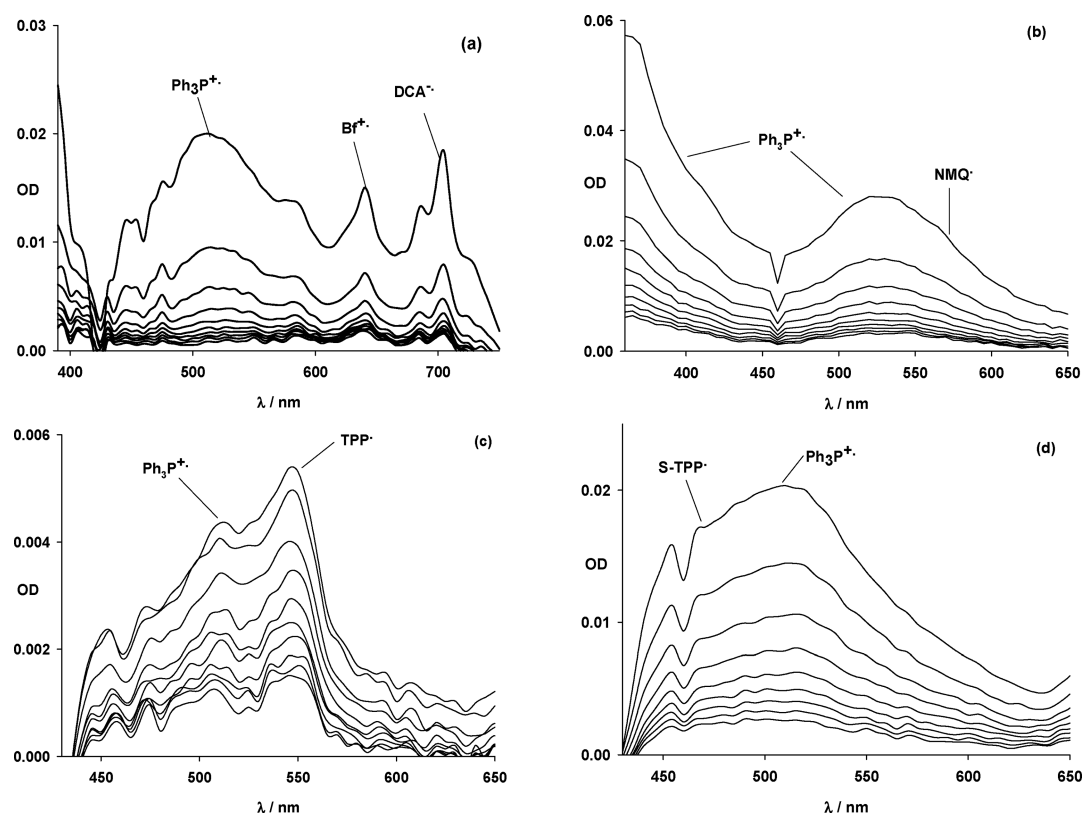 (a)
0.03
0.02
OD
0.01
0.00
Ph₃P⁺·
Bf⁺·
DCA⁻·
400 500 600 700
λ / nm
(b)
0.06
0.04
OD
0.02
0.00
Ph₃P⁺·
NMQ·
400 450 500 550 600 650
λ / nm
(c)
0.006
0.004
OD
0.002
0.000
Ph₃P⁺·
TPP·
450 500 550 600 650
λ / nm
(d)
0.02
OD
0.01
0.00
S-TPP·
Ph₃P⁺·
450 500 550 600 650
λ / nm